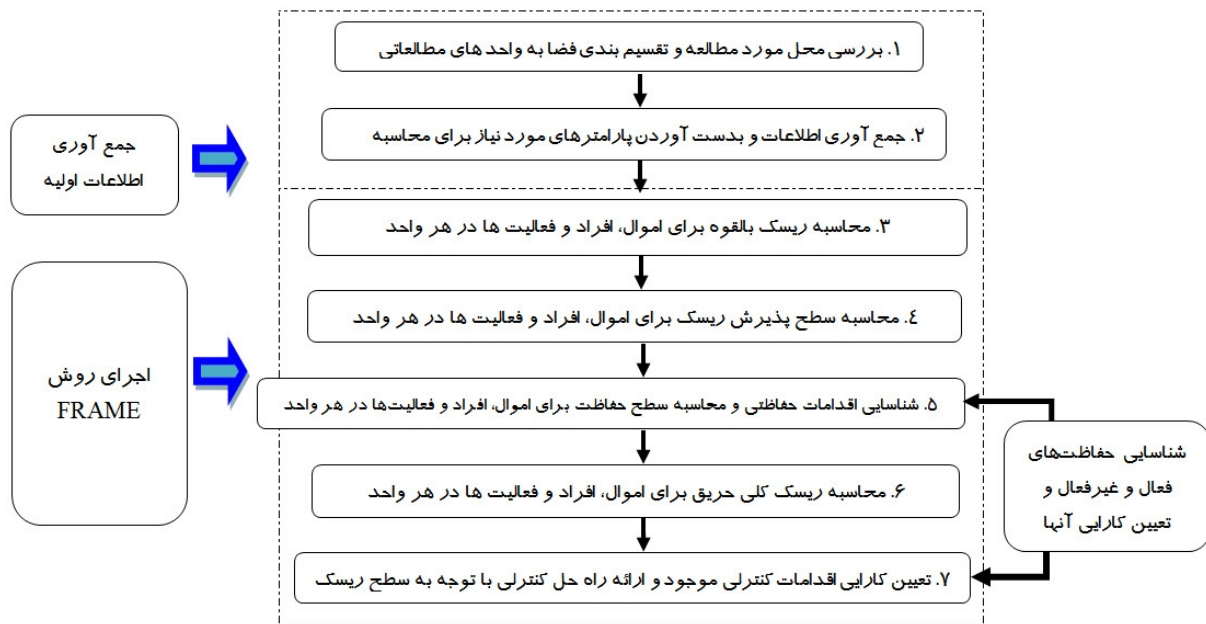 ۱. بررسی محل مورد مطالعه و تقسیم بندی فضا به واحد های مطالعاتی
۲. جمع آوری اطلاعات و بدست آوردن پارامترهای مورد نیاز برای محاسبه
جمع آوری
اطلاعات اولیه
۳. محاسبه ریسک بالقوه برای اموال، افراد و فعالیت ها در هر واحد
۴. محاسبه سطح پذیرش ریسک برای اموال، افراد و فعالیت ها در هر واحد
اجرای روش
FRAME
۵. شناسایی اقدامات حفاظتی و محاسبه سطح حفاظت برای اموال، افراد و فعالیت‌ها در هر واحد
۶. محاسبه ریسک کلی حریق برای اموال، افراد و فعالیت ها در هر واحد
شناسایی حفاظت‌های
فعال و غیرفعال و
تعیین کارایی آنها
۷. تعیین کارایی اقدامات کنترلی موجود و ارائه راه حل کنترلی با توجه به سطح ریسک